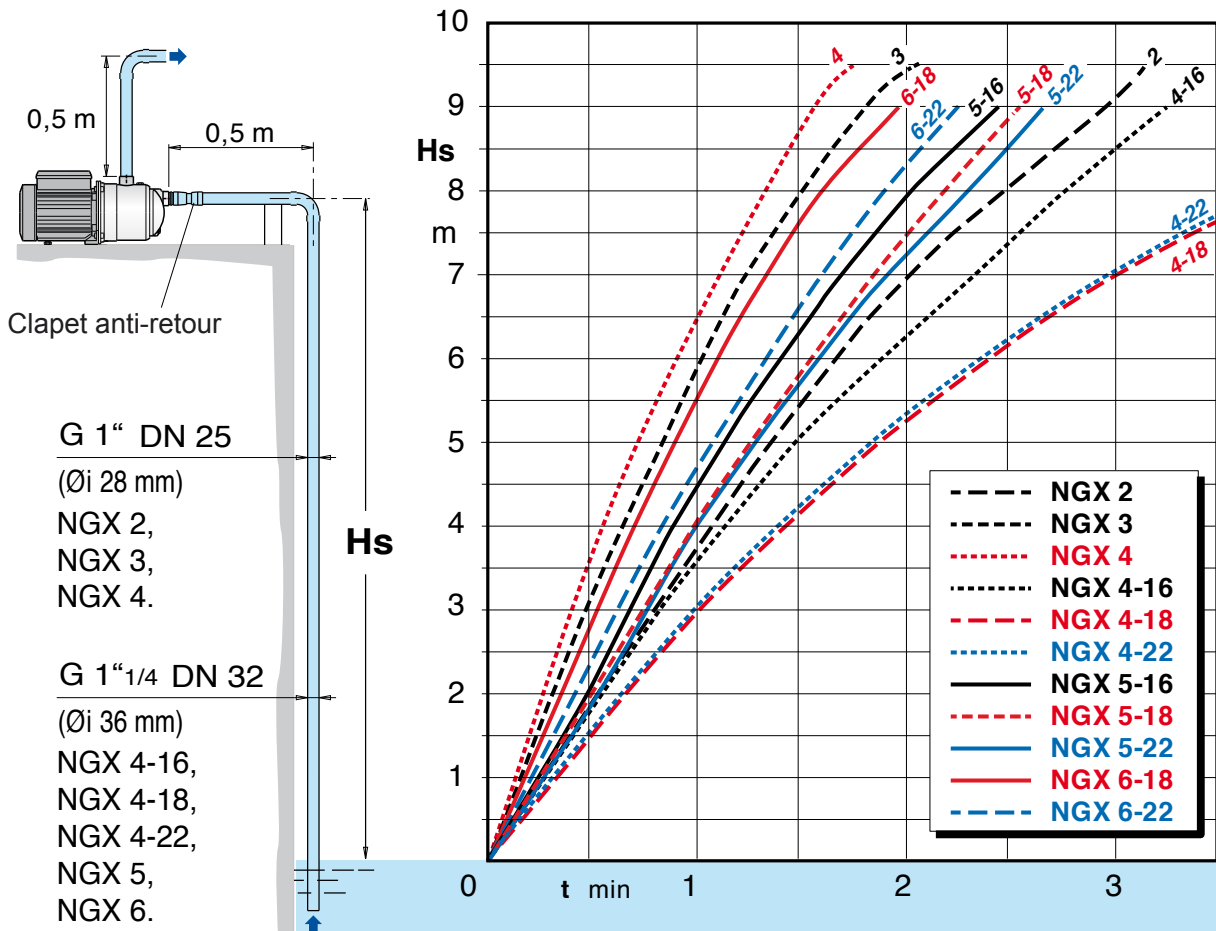 0,5 m
0,5 m
Clapet anti-retour
G 1“ DN 25
(Øi 28 mm)
NGX 2,
NGX 3,
NGX 4.
G 1“1/4 DN 32
(Øi 36 mm)
NGX 4-16,
NGX 4-18,
NGX 4-22,
NGX 5,
NGX 6.
Hs
10
9
Hs
8
m
7
6
5
4
3
2
1
0
t min
1
2
3
4
3
6-18
6-22
5-16
5-18
5-22
2
4-16
4-22
4-18
NGX 2
NGX 3
NGX 4
NGX 4-16
NGX 4-18
NGX 4-22
NGX 5-16
NGX 5-18
NGX 5-22
NGX 6-18
NGX 6-22